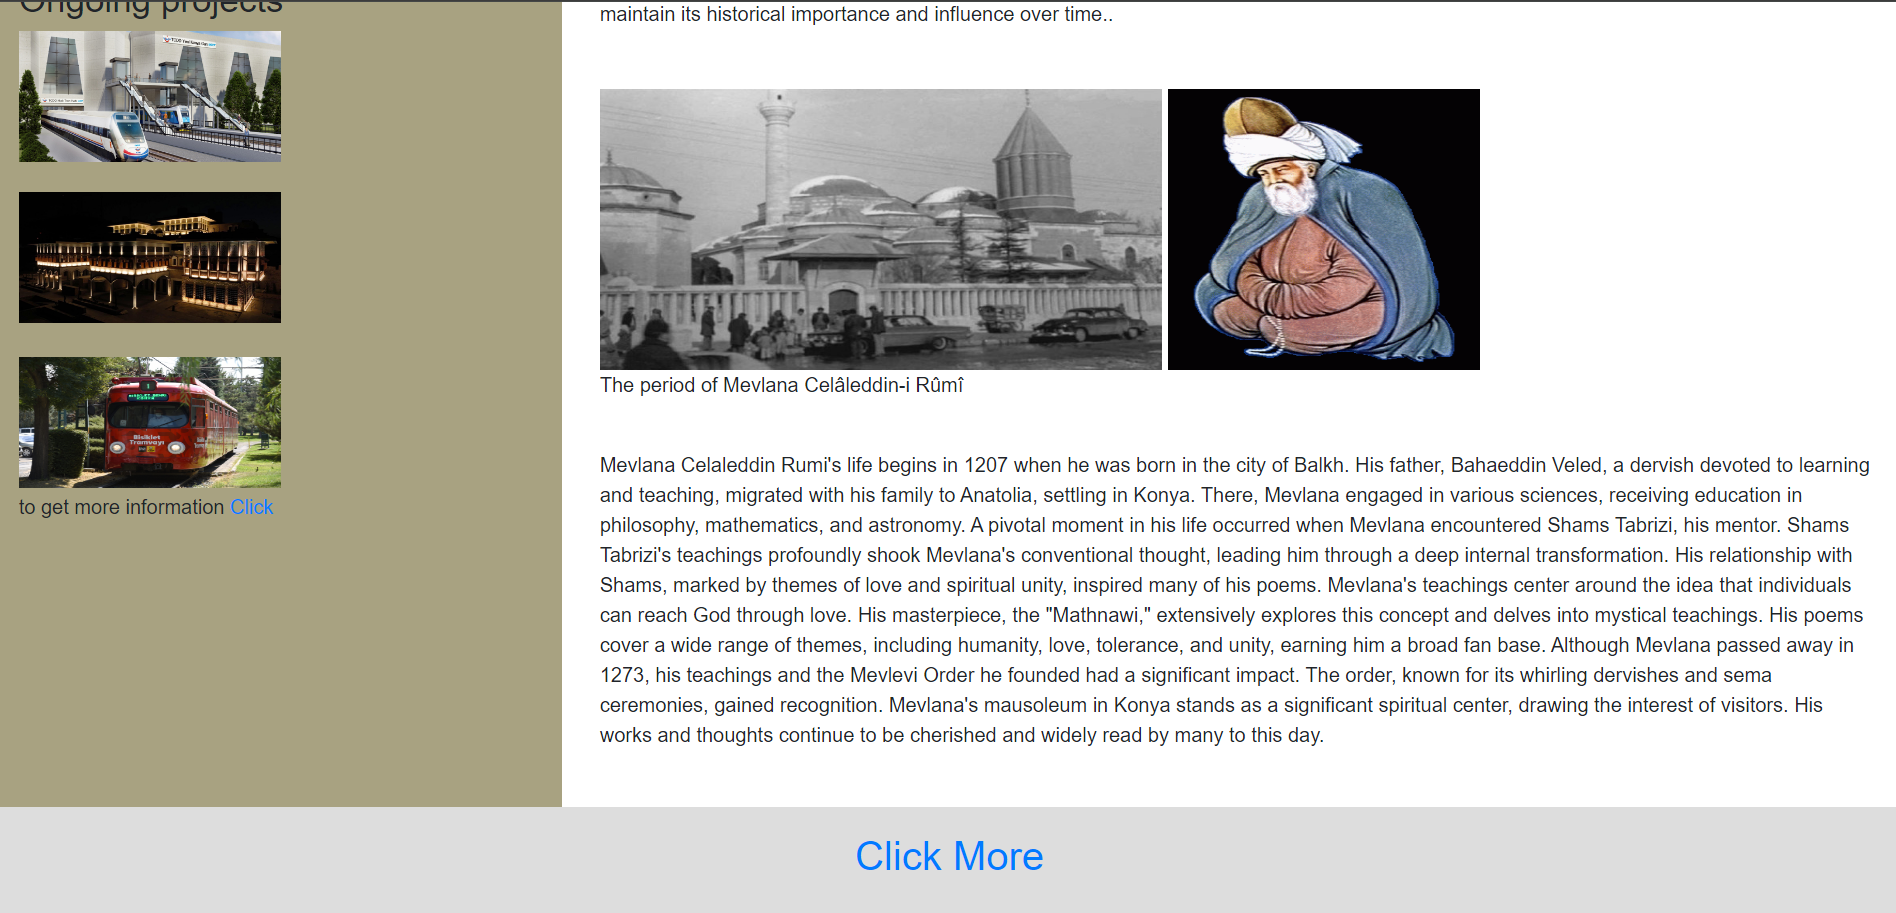 Ongoing projects
to get more information Click
maintain its historical importance and influence over time..
The period of Mevlana Celâleddin-i Rûmî
Mevlana Celaleddin Rumi's life begins in 1207 when he was born in the city of Balkh. His father, Bahaeddin Veled, a dervish devoted to learning
and teaching, migrated with his family to Anatolia, settling in Konya. There, Mevlana engaged in various sciences, receiving education in
philosophy, mathematics, and astronomy. A pivotal moment in his life occurred when Mevlana encountered Shams Tabrizi, his mentor. Shams
Tabrizi's teachings profoundly shook Mevlana's conventional thought, leading him through a deep internal transformation. His relationship with
Shams, marked by themes of love and spiritual unity, inspired many of his poems. Mevlana's teachings center around the idea that individuals
can reach God through love. His masterpiece, the "Mathnawi," extensively explores this concept and delves into mystical teachings. His poems
cover a wide range of themes, including humanity, love, tolerance, and unity, earning him a broad fan base. Although Mevlana passed away in
1273, his teachings and the Mevlevi Order he founded had a significant impact. The order, known for its whirling dervishes and sema
ceremonies, gained recognition. Mevlana's mausoleum in Konya stands as a significant spiritual center, drawing the interest of visitors. His
works and thoughts continue to be cherished and widely read by many to this day.
Click More